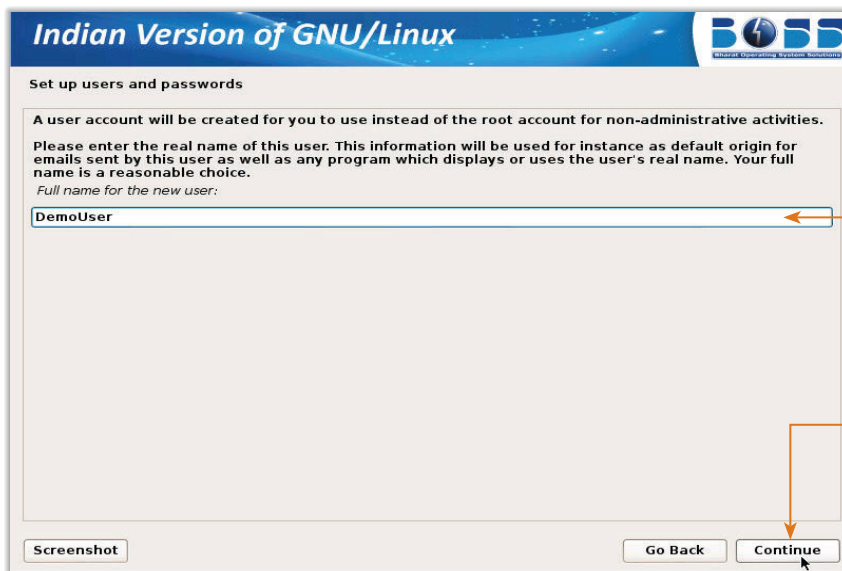 Indian Version of GNU/Linux
BOSS
Bharat Operating System Solutions
Set up users and passwords
A user account will be created for you to use instead of the root account for non-administrative activities.
Please enter the real name of this user. This information will be used for instance as default origin for
emails sent by this user as well as any program which displays or uses the user's real name. Your full
name is a reasonable choice.
Full name for the new user:
DemoUser
Screenshot
Go Back
Continue